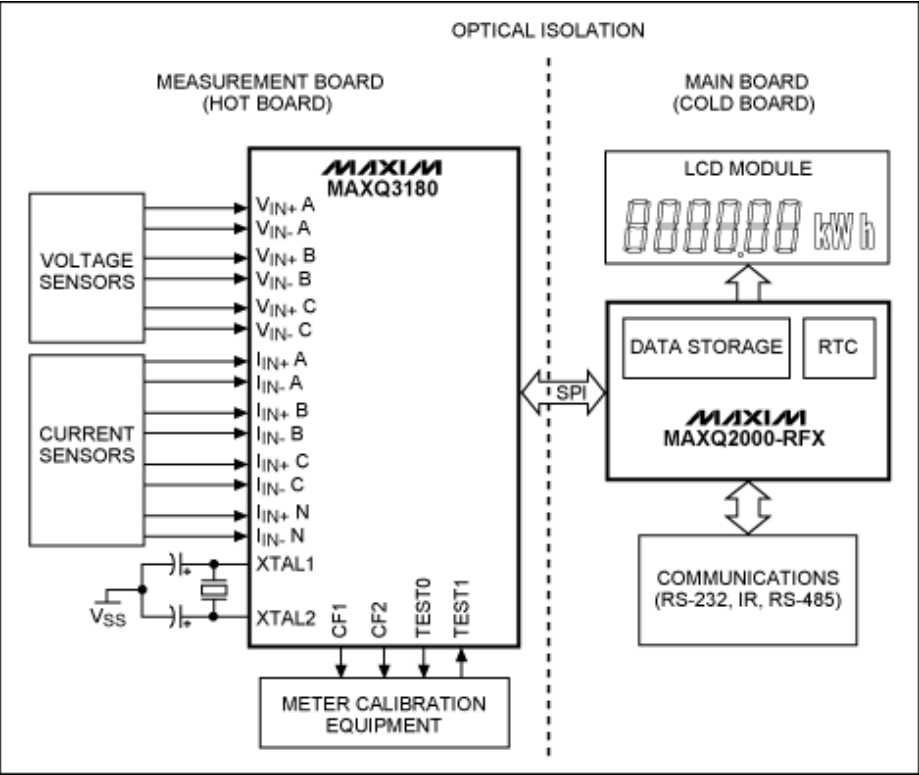 OPTICAL ISOLATION
MEASUREMENT BOARD
(HOT BOARD)
MAIN BOARD
(COLD BOARD)
MAXIM
MAXQ3180
VOLTAGE
SENSORS
VIN+ A
VIN- A
VIN+ B
VIN- B
VIN+ C
VIN- C
CURRENT
SENSORS
IIN+ A
IIN- A
IIN+ B
IIN- B
IIN+ C
IIN- C
IIN+ N
IIN- N
XTAL1
XTAL2
VSS
CF1
CF2
TEST0
TEST1
METER CALIBRATION
EQUIPMENT
SPI
LCD MODULE
888888.88 kWh
DATA STORAGE
RTC
MAXIM
MAXQ2000-RFX
COMMUNICATIONS
(RS-232, IR, RS-485)